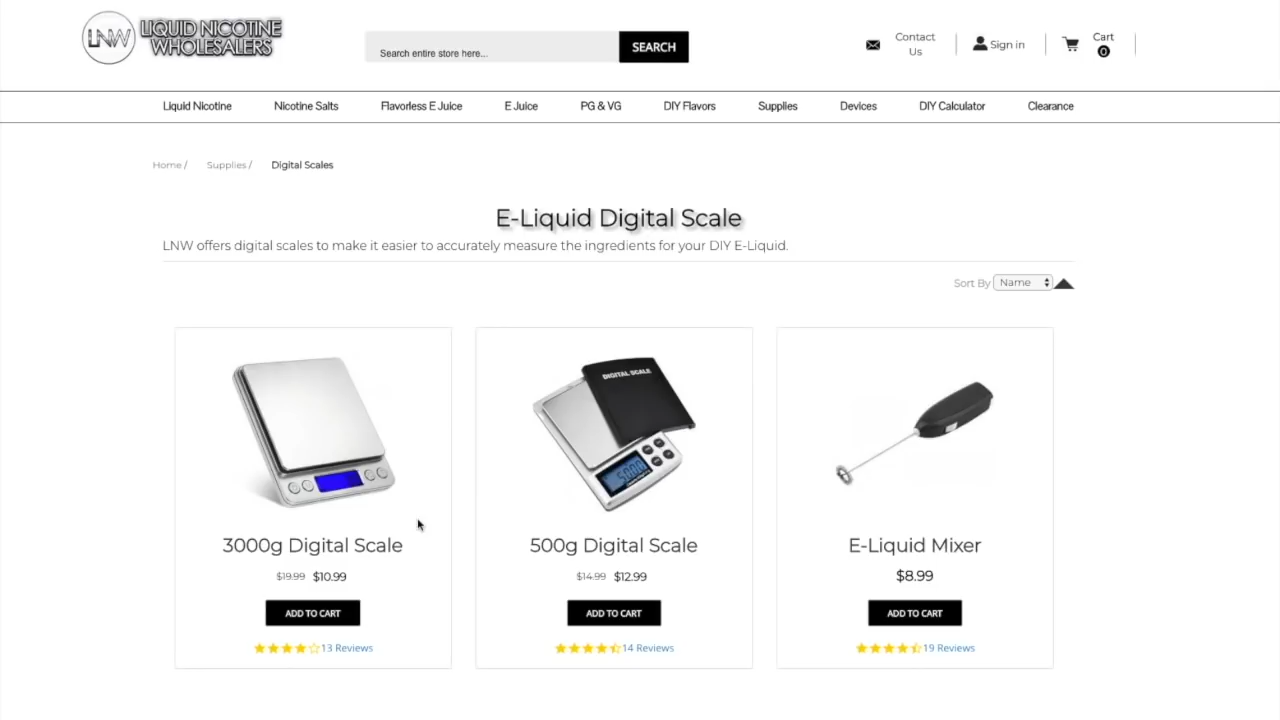 LNW LIQUID NICOTINE
WHOLESALERS
Search entire store here...
SEARCH
Contact
Us
Sign in
Cart
0
Liquid Nicotine Nicotine Salts Flavorless E Juice E Juice PG & VG DIY Flavors Supplies Devices DIY Calculator Clearance
Home / Supplies / Digital Scales
E-Liquid Digital Scale
LNW offers digital scales to make it easier to accurately measure the ingredients for your DIY E-Liquid.
Sort By Name
DIGITAL SCALE
3000g Digital Scale
$19.99 $10.99
ADD TO CART
13 Reviews
500g Digital Scale
$14.99 $12.99
ADD TO CART
14 Reviews
E-Liquid Mixer
$8.99
ADD TO CART
19 Reviews